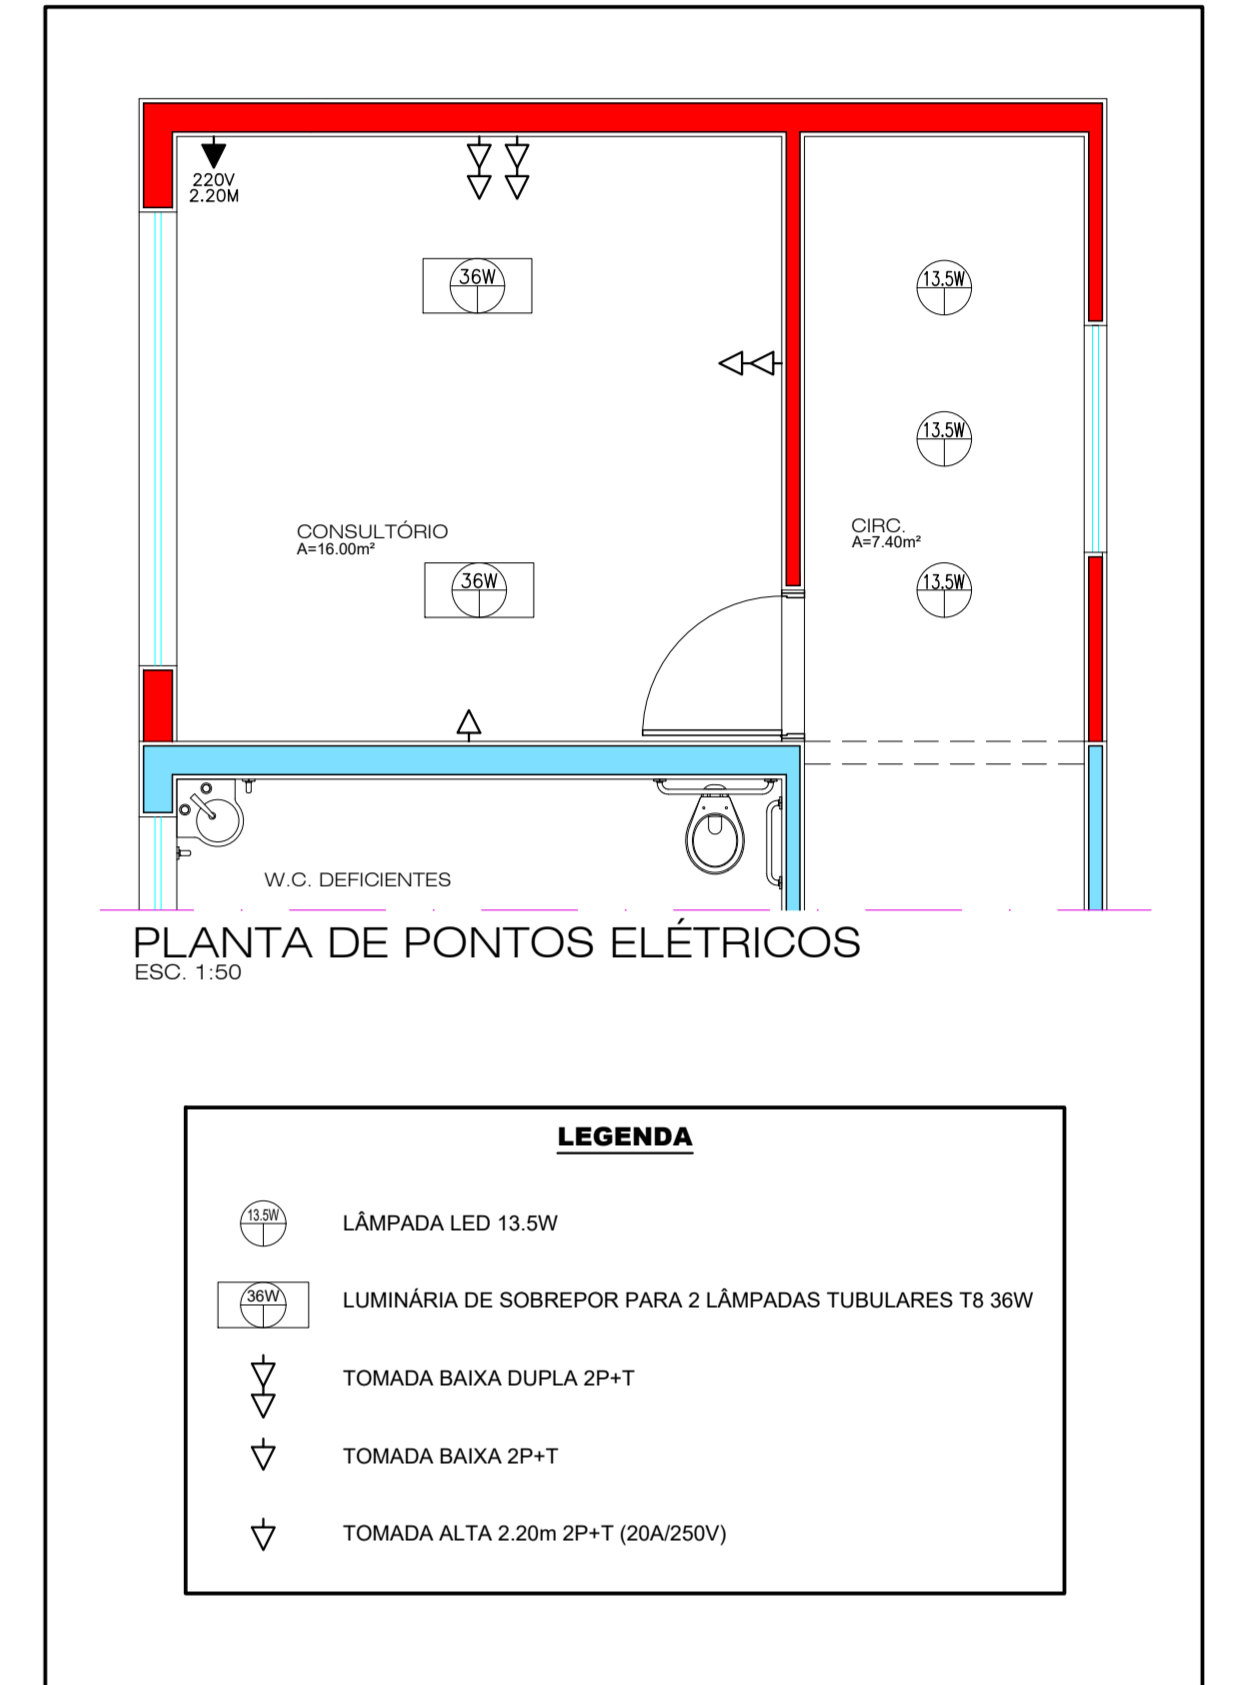 220V
2.20M
36W
13.5W
13.5W
CONSULTÓRIO
A=16.00m²
CIRC.
A=7.40m²
36W
13.5W
W.C. DEFICIENTES
PLANTA DE PONTOS ELÉTRICOS
ESC. 1:50
LEGENDA
13.5W LÂMPADA LED 13.5W
36W LUMINÁRIA DE SOBREPOR PARA 2 LÂMPADAS TUBULARES T8 36W
TOMADA BAIXA DUPLA 2P+T
TOMADA BAIXA 2P+T
TOMADA ALTA 2.20m 2P+T (20A/250V)